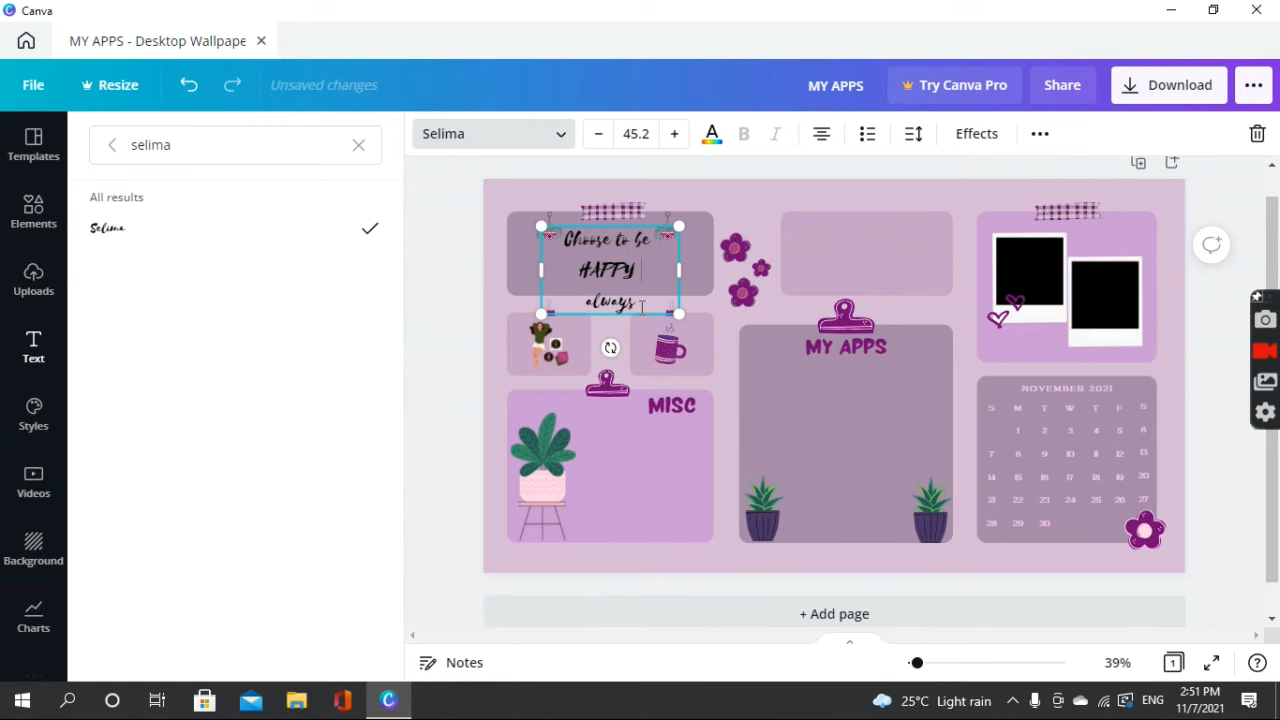 Canva
MY APPS - Desktop Wallpape
File
Resize
Unsaved changes
MY APPS
Try Canva Pro
Share
Download
selima
Selima
45.2
A
B
I
Effects
Templates
Elements
Uploads
Text
Styles
Videos
Background
Charts
All results
Selima
Choose to be
HAPPY
always
MISC
MY APPS
NOVEMBER 2021
S M T W T F S
1 2 3 4 5 6
7 8 9 10 11 12 13
14 15 16 17 18 19 20
21 22 23 24 25 26 27
28 29 30
+ Add page
Notes
39%
1
25°C Light rain
ENG
2:51 PM
11/7/2021